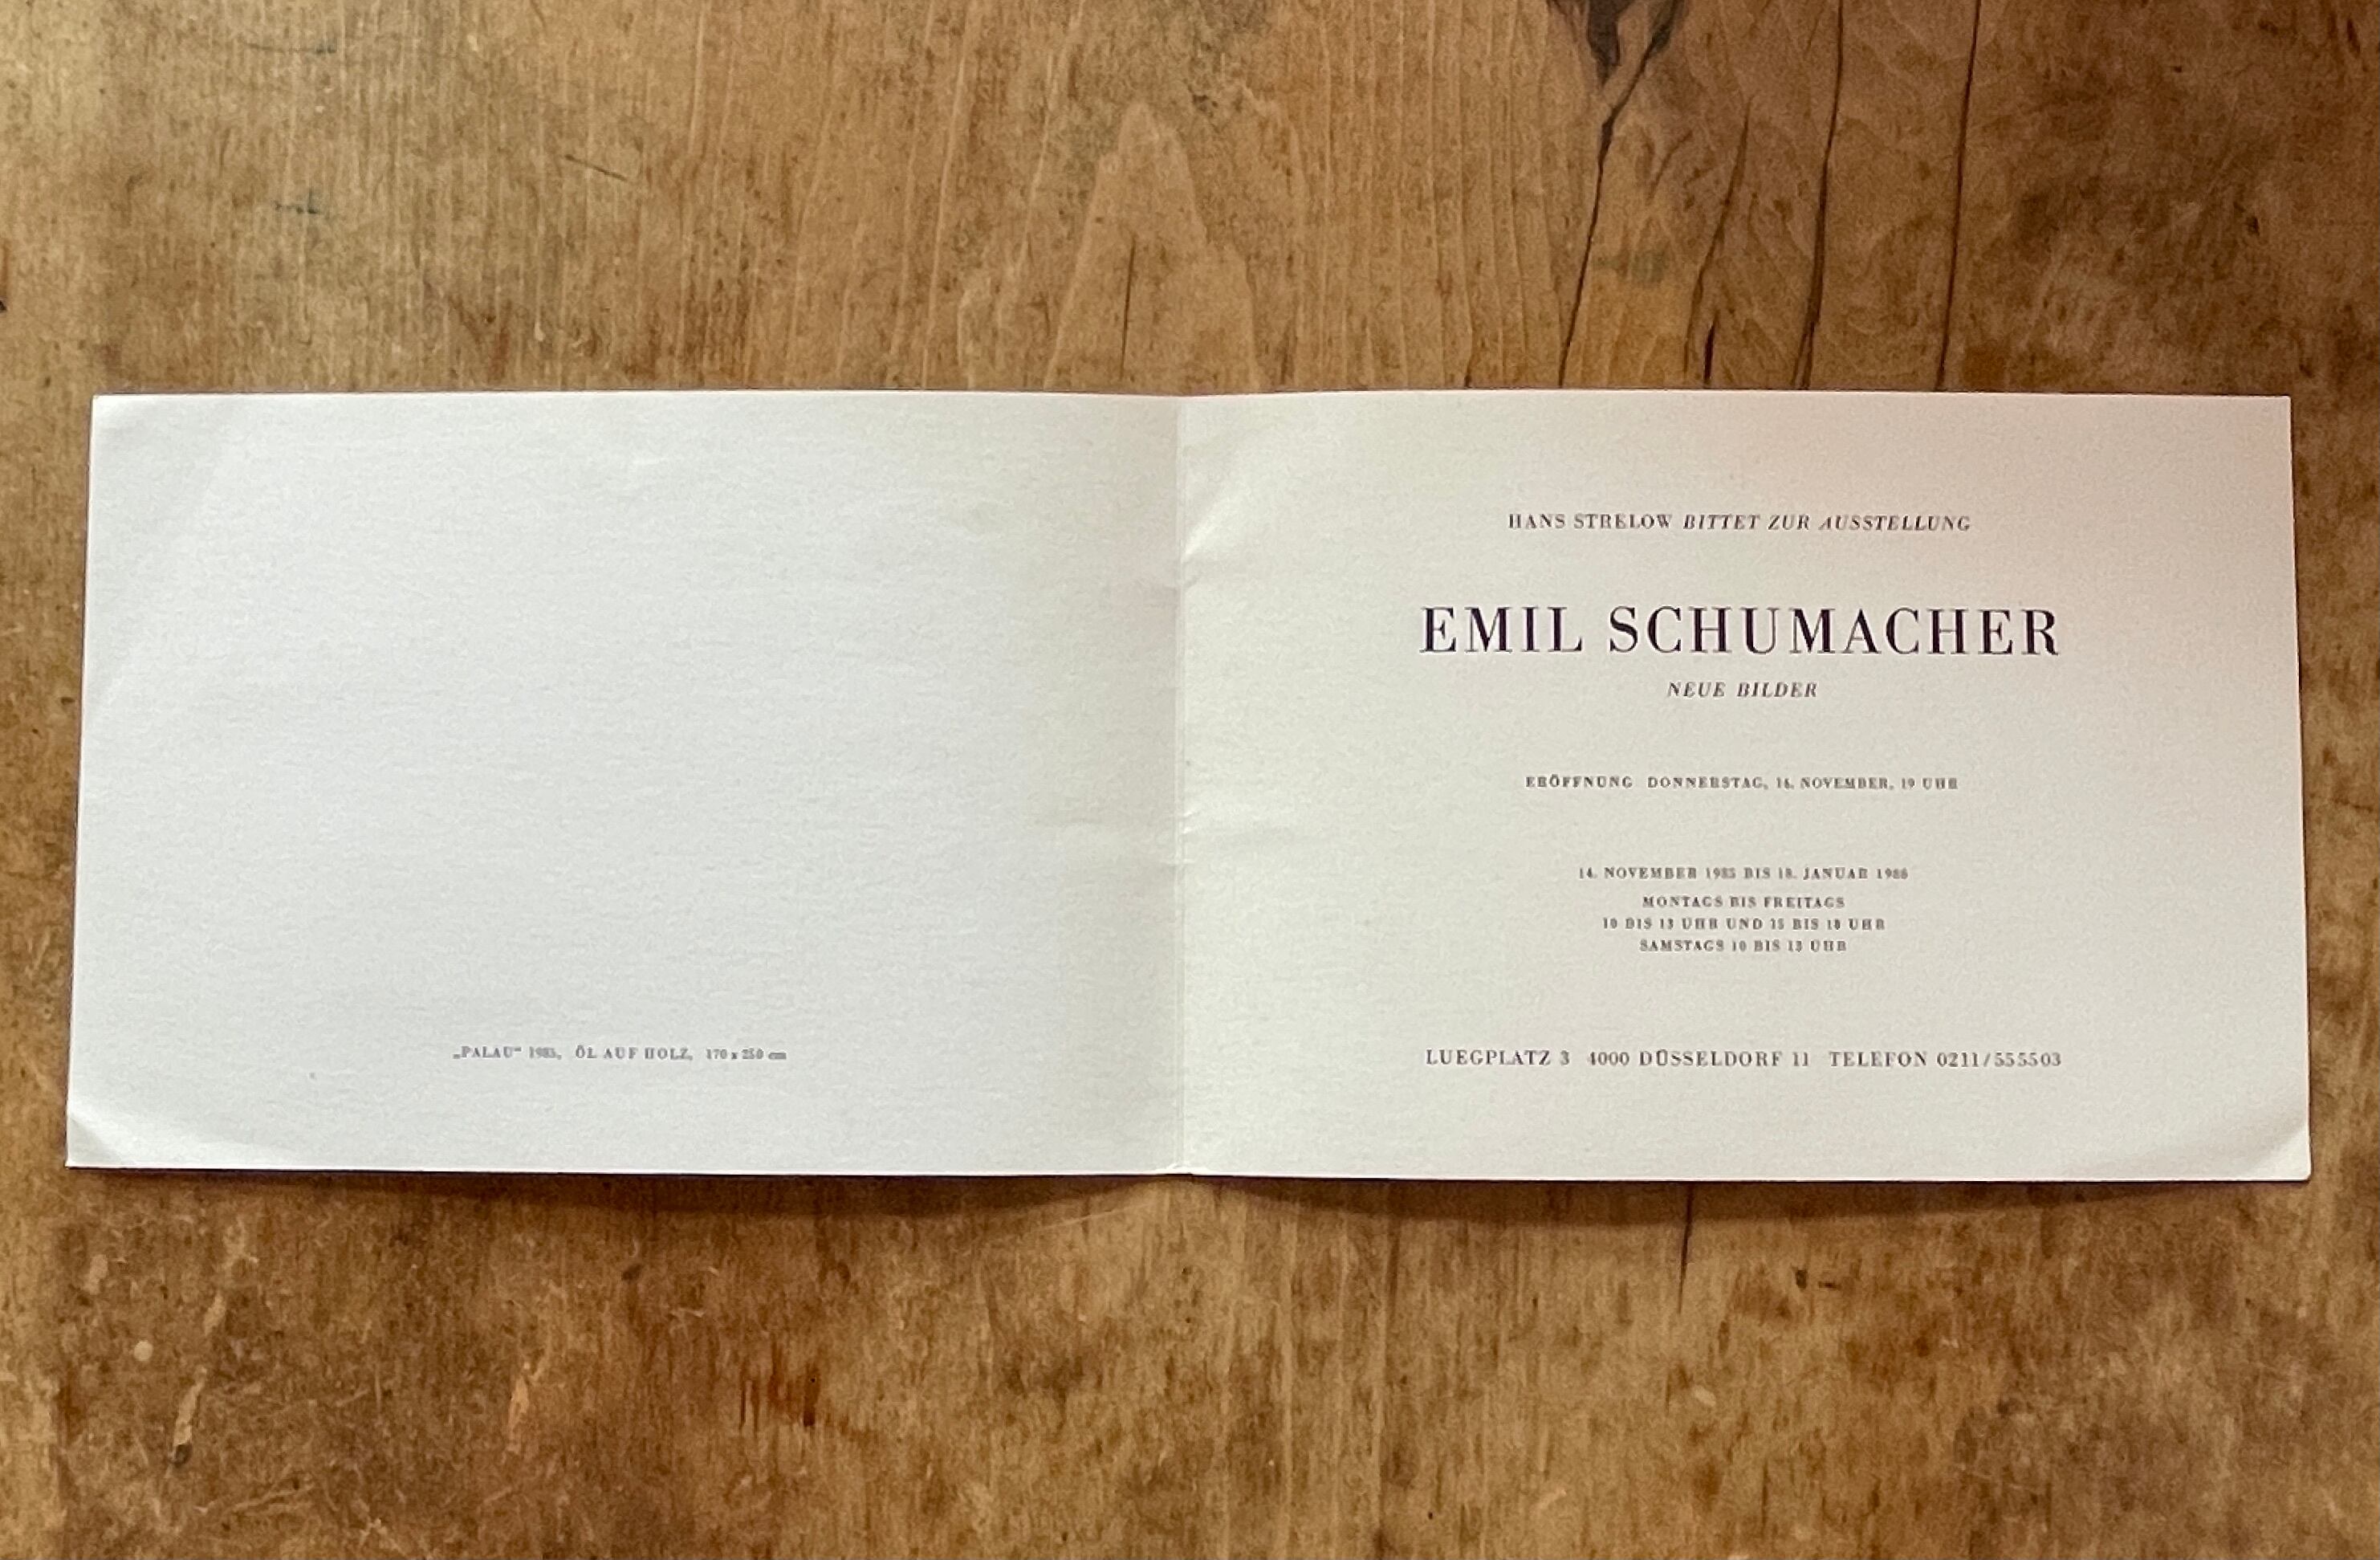 „PALAU“ 1985, ÖL AUF HOLZ, 170 x 250 cm
HANS STRELOW BITTET ZUR AUSSTELLUNG
EMIL SCHUMACHER
NEUE BILDER
ERÖFFNUNG DONNERSTAG, 14. NOVEMBER, 19 UHR
14. NOVEMBER 1985 BIS 18. JANUAR 1986
MONTAGS BIS FREITAGS
10 BIS 13 UHR UND 15 BIS 18 UHR
SAMSTAGS 10 BIS 13 UHR
LUEGPLATZ 3 4000 DÜSSELDORF 11 TELEFON 0211/555503